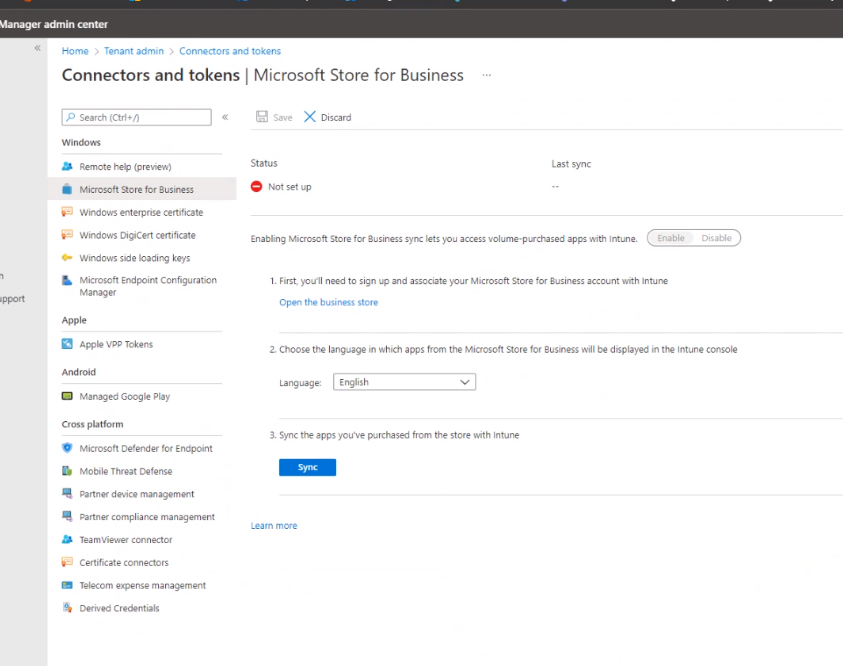 Manager admin center
«
Home > Tenant admin > Connectors and tokens
Connectors and tokens | Microsoft Store for Business ...
Search (Ctrl+/)
«
Save
Discard
Windows
Remote help (preview)
Microsoft Store for Business
Windows enterprise certificate
Windows DigiCert certificate
Windows side loading keys
Microsoft Endpoint Configuration
Manager
Apple
Apple VPP Tokens
Android
Managed Google Play
Cross platform
Microsoft Defender for Endpoint
Mobile Threat Defense
Partner device management
Partner compliance management
TeamViewer connector
Certificate connectors
Telecom expense management
Derived Credentials
Status
Last sync
Not set up
--
Enabling Microsoft Store for Business sync lets you access volume-purchased apps with Intune.
Enable
Disable
1. First, you'll need to sign up and associate your Microsoft Store for Business account with Intune
Open the business store
2. Choose the language in which apps from the Microsoft Store for Business will be displayed in the Intune console
Language: English
3. Sync the apps you've purchased from the store with Intune
Sync
Learn more